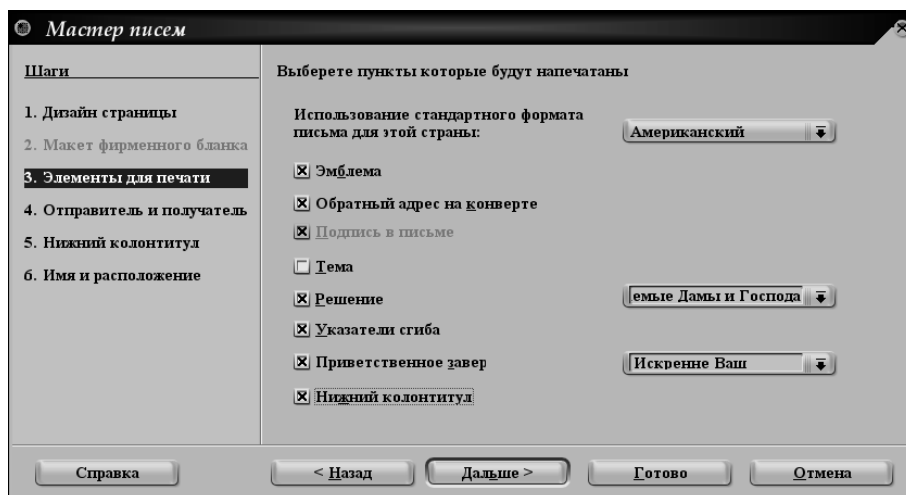 Мастер писем
Шаги
1. Дизайн страницы
2. Макет фирменного бланка
3. Элементы для печати
4. Отправитель и получатель
5. Нижний колонтитул
6. Имя и расположение
Выберете пункты которые будут напечатаны
Использование стандартного формата
письма для этой страны:
Американский
Эмблема
Обратный адрес на конверте
Подпись в письме
Тема
Решение
емые Дамы и Господа
Указатели сгиба
Приветственное завер
Искренне Ваш
Нижний колонтитул
Справка
< Назад
Дальше >
Готово
Отмена